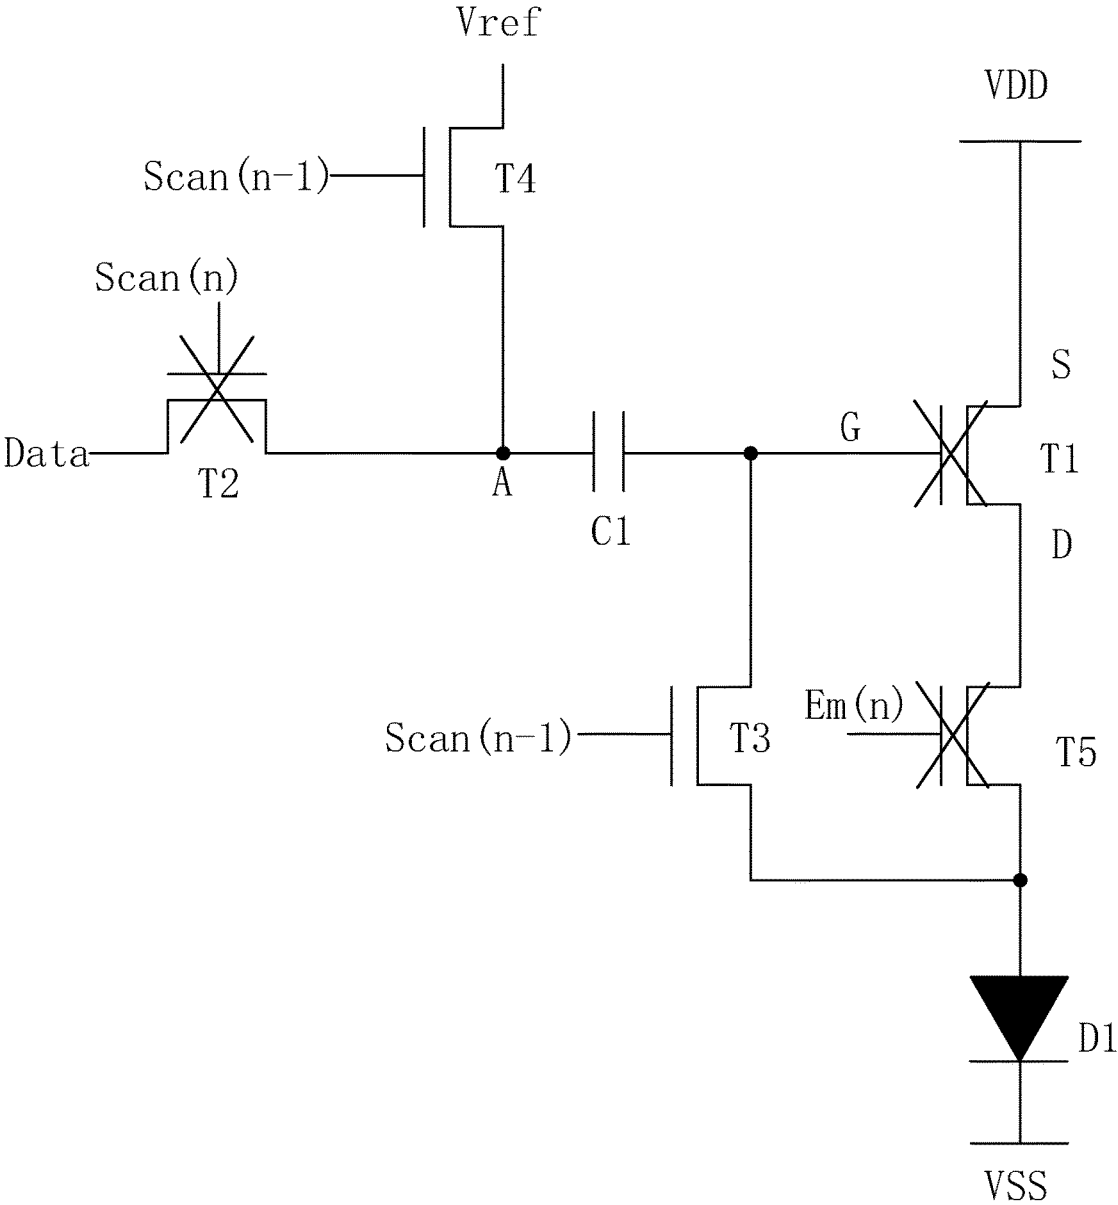 Vref
VDD
Scan(n-1)
T4
Scan(n)
S
G
Data
T1
T2
A
C1
D
Em(n)
Scan(n-1)
T3
T5
D1
VSS